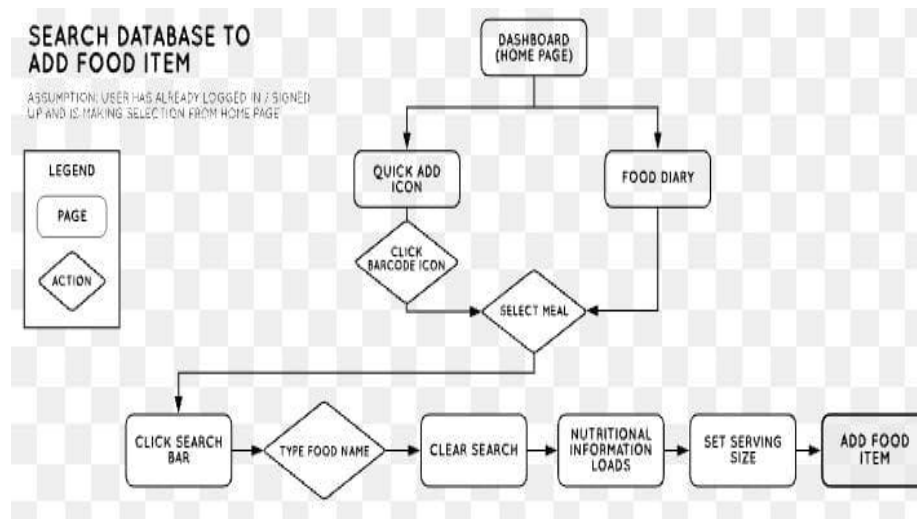 SEARCH DATABASE TO
ADD FOOD ITEM
ASSUMPTION: USER HAS ALREADY LOGGED IN / SIGNED
UP AND IS MAKING SELECTION FROM HOME PAGE
LEGEND
PAGE
ACTION
DASHBOARD
(HOME PAGE)
QUICK ADD
ICON
FOOD DIARY
CLICK
BARCODE ICON
SELECT MEAL
CLICK SEARCH
BAR
TYPE FOOD NAME
CLEAR SEARCH
NUTRITIONAL
INFORMATION
LOADS
SET SERVING
SIZE
ADD FOOD
ITEM